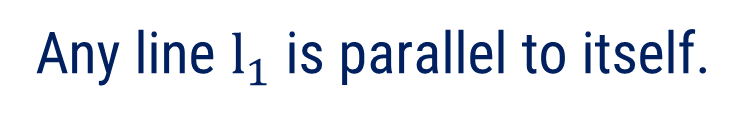 Any line l₁ is parallel to itself.